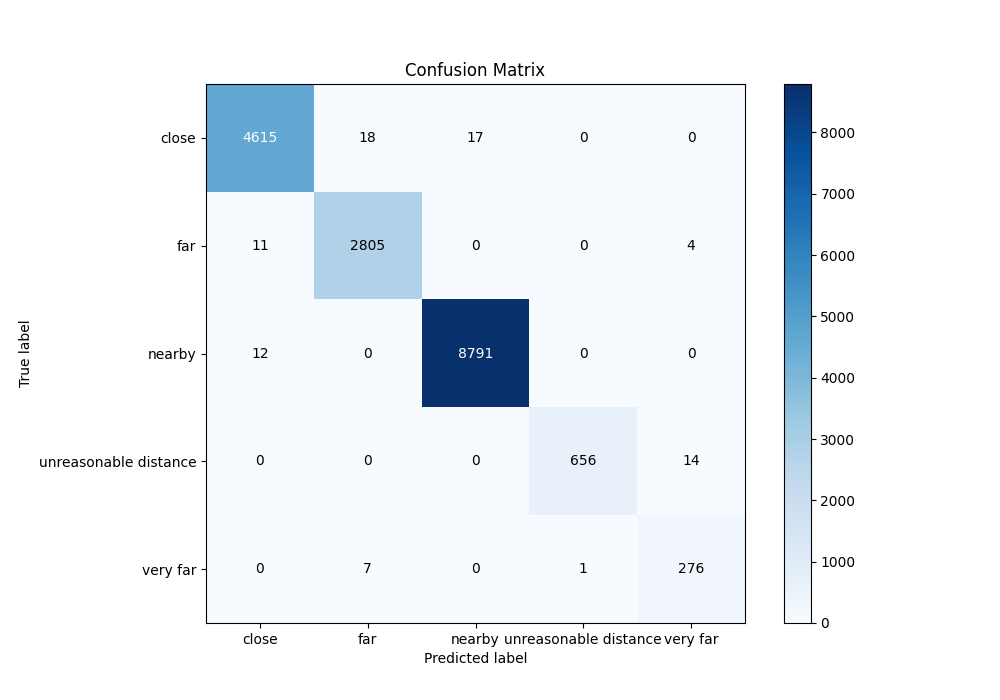 Confusion Matrix
close 4615 18 17 0 0
far 11 2805 0 0 4
nearby 12 0 8791 0 0
unreasonable distance 0 0 0 656 14
very far 0 7 0 1 276
close far nearby unreasonable distance very far
Predicted label
True label
8000
7000
6000
5000
4000
3000
2000
1000
0